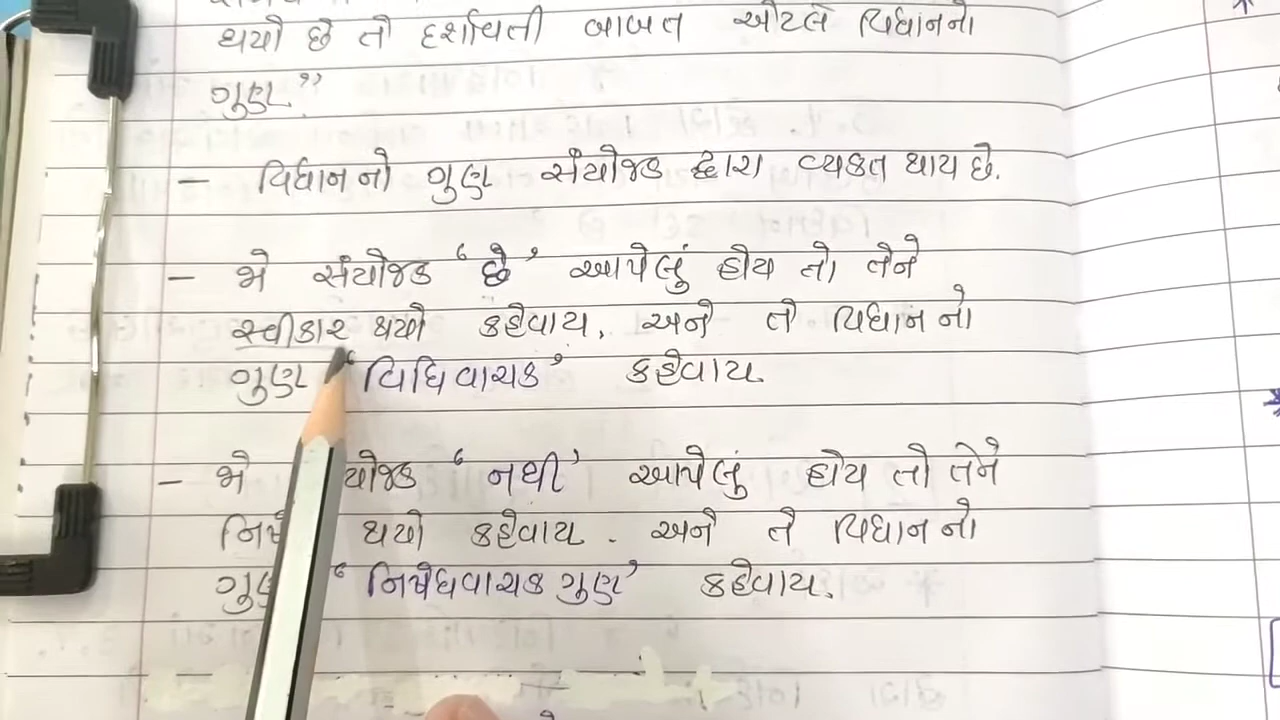 થયો છે તો દર્શાવતી બાબત એટલે વિધાનનો
ગુણ”.
– વિધાનનો ગુણ સંયોજક દ્વારા વ્યકત થાય છે.
– જો સંયોજક ‘છે’ આપેલું હોય તો તેને
સ્વીકાર થયો કહેવાય. અને તે વિધાનનો
ગુણ ‘વિધિવાચક’ કહેવાય.
– જો યોજક ‘નથી’ આપેલું હોય તો તેને
થયો કહેવાય. અને તે વિધાનનો
‘નિષેધવાચક ગુણ’ કહેવાય.